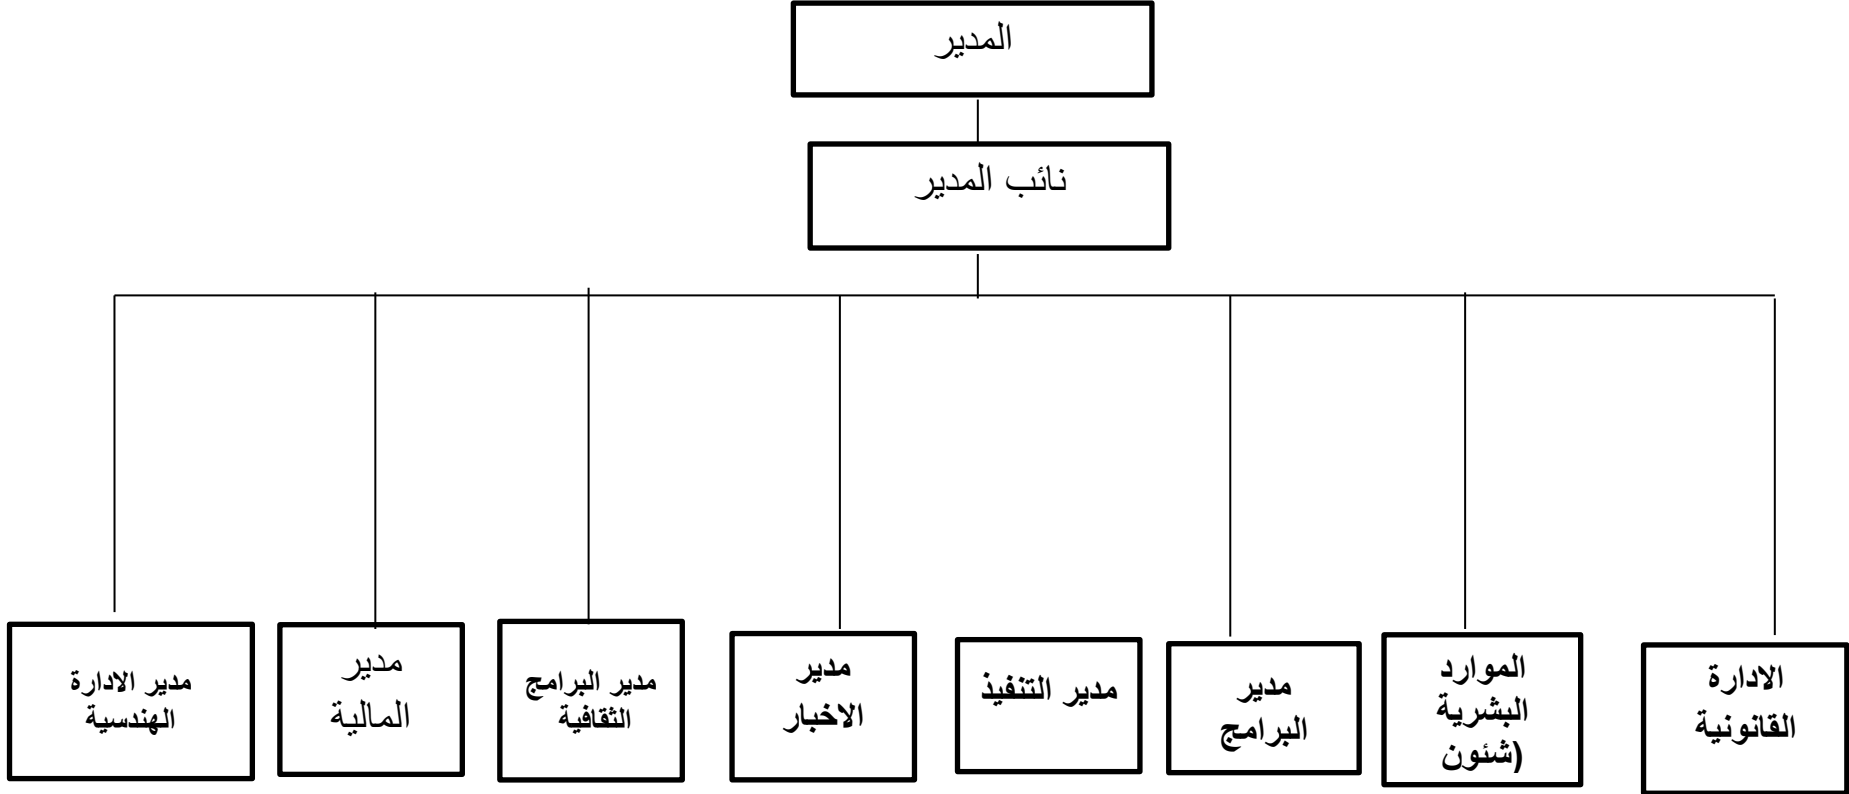 المدير
نائب المدير
الادارة
القانونية
الموارد
البشرية
(شئون
مدير
البرامج
مدير التنفيذ
مدير
الاخبار
مدير البرامج
الثقافية
مدير
المالية
مدير الادارة
الهندسية